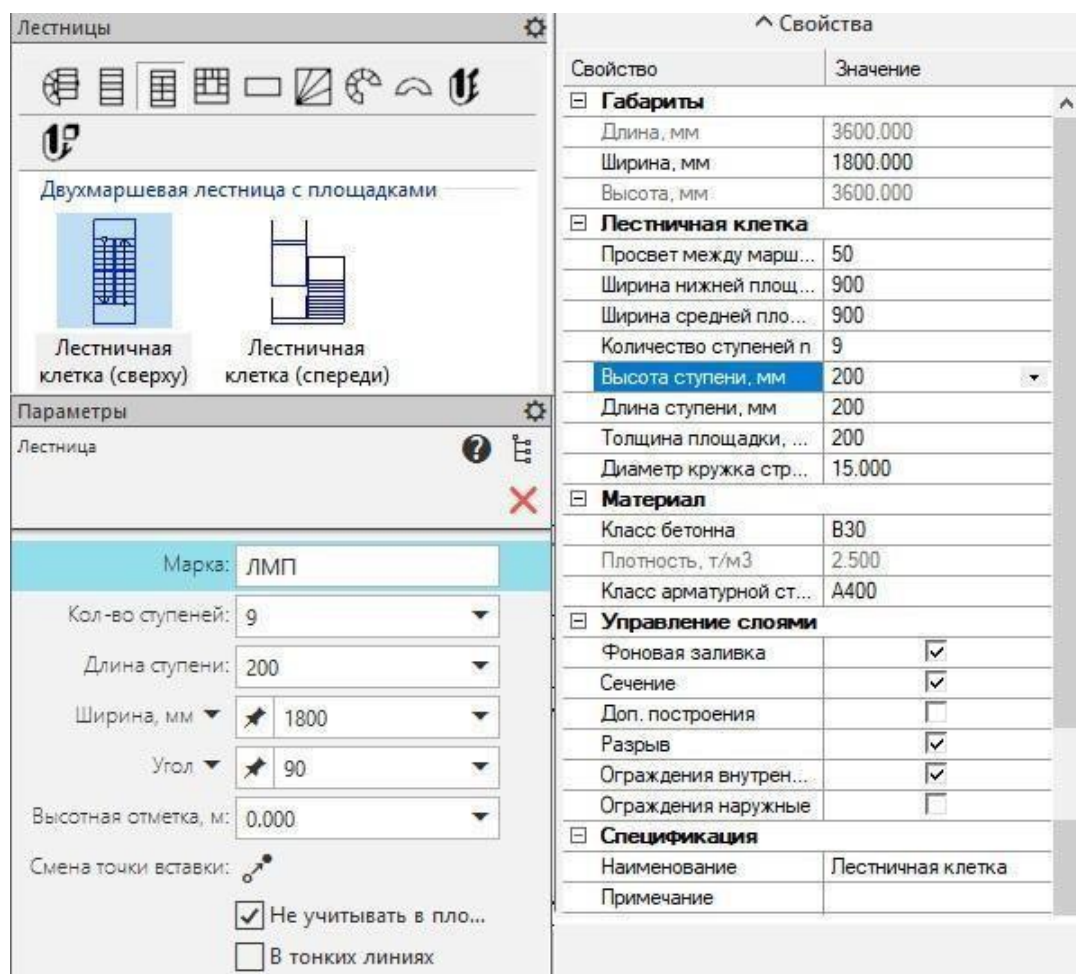 Лестницы
Двухмаршевая лестница с площадками
Лестничная
клетка (сверху)
Лестничная
клетка (спереди)
Параметры
Лестница
Марка: ЛМП
Кол-во ступеней: 9
Длина ступени: 200
Ширина, мм 1800
Угол 90
Высотная отметка, м: 0.000
Смена точки вставки:
Не учитывать в пло...
В тонких линиях
Свойства
Свойство Значение
Габариты
Длина, мм 3600.000
Ширина, мм 1800.000
Высота, мм 3600.000
Лестничная клетка
Просвет между марш... 50
Ширина нижней площ... 900
Ширина средней пло... 900
Количество ступеней n 9
Высота ступени, мм 200
Длина ступени, мм 200
Толщина площадки, ... 200
Диаметр кружка стр... 15.000
Материал
Класс бетонна B30
Плотность, т/м3 2.500
Класс арматурной ст... A400
Управление слоями
Фоновая заливка
Сечение
Доп. построения
Разрыв
Ограждения внутрен...
Ограждения наружные
Спецификация
Наименование Лестничная клетка
Примечание